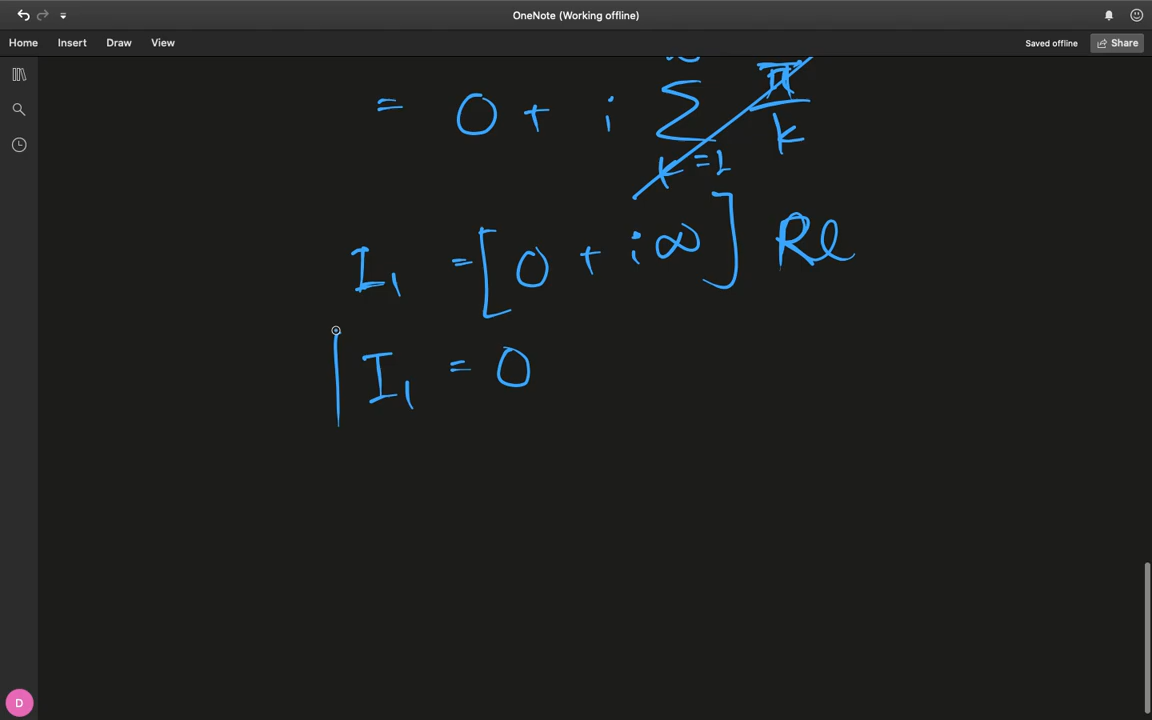 OneNote (Working offline)
Home Insert Draw View
Saved offline Share
= 0 + i ∑ k=1 π/k
I₁ = [0 + i∞] Re
I₁ = 0
D